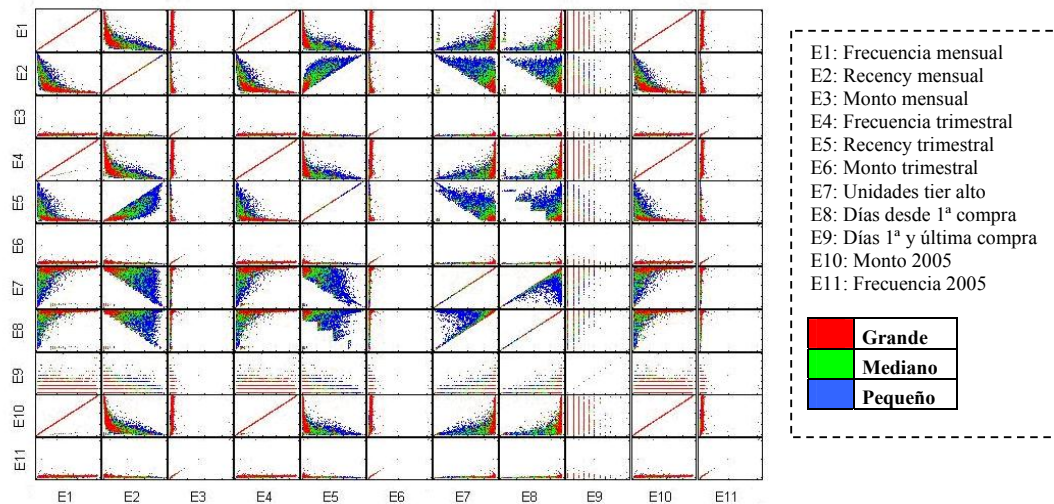 E1
E2
E3
E4
E5
E6
E7
E8
E9
E10
E11
E1 E2 E3 E4 E5 E6 E7 E8 E9 E10 E11
E1: Frecuencia mensual
E2: Recency mensual
E3: Monto mensual
E4: Frecuencia trimestral
E5: Recency trimestral
E6: Monto trimestral
E7: Unidades tier alto
E8: Días desde 1ª compra
E9: Días 1ª y última compra
E10: Monto 2005
E11: Frecuencia 2005
Grande
Mediano
Pequeño